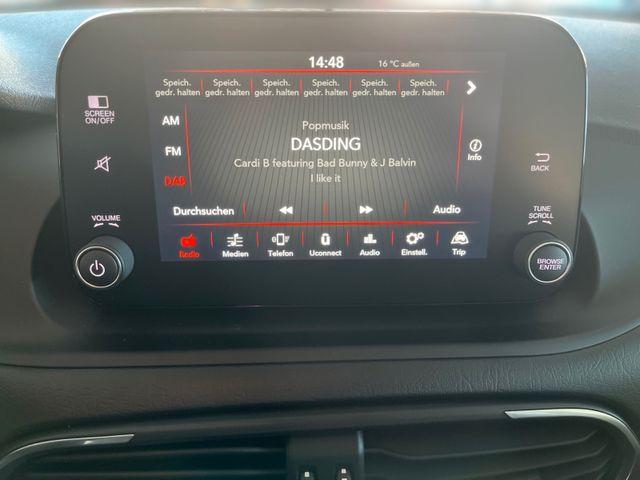 14:48 16 °C außen
Speich. Speich. Speich. Speich. Speich. Speich.
gedr. halten gedr. halten gedr. halten gedr. halten gedr. halten gedr. halten
SCREEN
ON/OFF
AM
FM
DAB
Popmusik
DASDING
Cardi B featuring Bad Bunny & J Balvin
I like it
Info
BACK
Durchsuchen Audio
VOLUME
TUNE
SCROLL
Radio Medien Telefon Uconnect Audio Einstell. Trip
BROWSE
ENTER